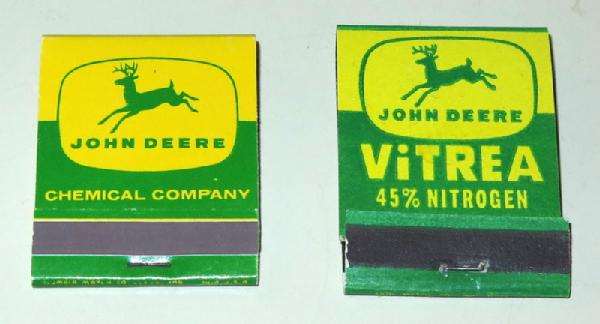 JOHN DEERE
CHEMICAL COMPANY
JOHN DEERE
ViTREA
45% NITROGEN